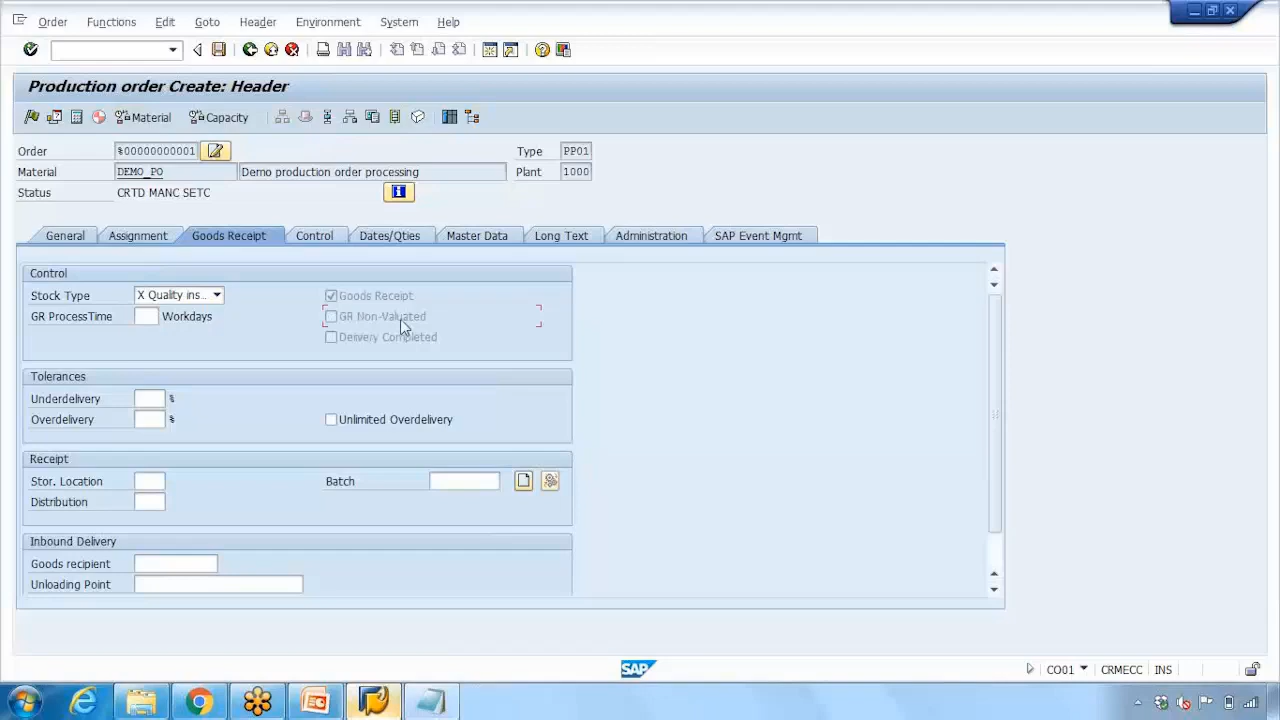 Order Functions Edit Goto Header Environment System Help
Production order Create: Header
Material Capacity
Order %00000000001 Type PP01
Material DEMO_PO Demo production order processing Plant 1000
Status CRTD MANC SETC
General Assignment Goods Receipt Control Dates/Qties Master Data Long Text Administration SAP Event Mgmt
Control
Stock Type X Quality ins... Goods Receipt
GR ProcessTime Workdays GR Non-Valuated
Delivery Completed
Tolerances
Underdelivery %
Overdelivery % Unlimited Overdelivery
Receipt
Stor. Location Batch
Distribution
Inbound Delivery
Goods recipient
Unloading Point
SAP CO01 CRMECC INS